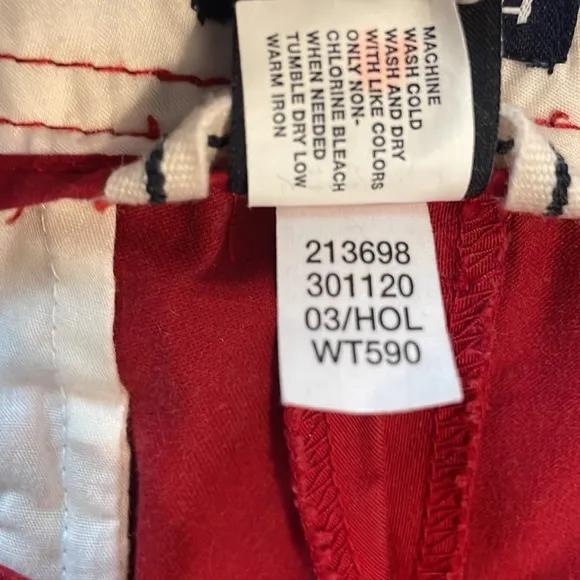 MACHINE
WASH COLD
WASH AND DRY
WITH LIKE COLORS
ONLY NON-
CHLORINE BLEACH
WHEN NEEDED
TUMBLE DRY LOW
WARM IRON
213698
301120
03/HOL
WT590